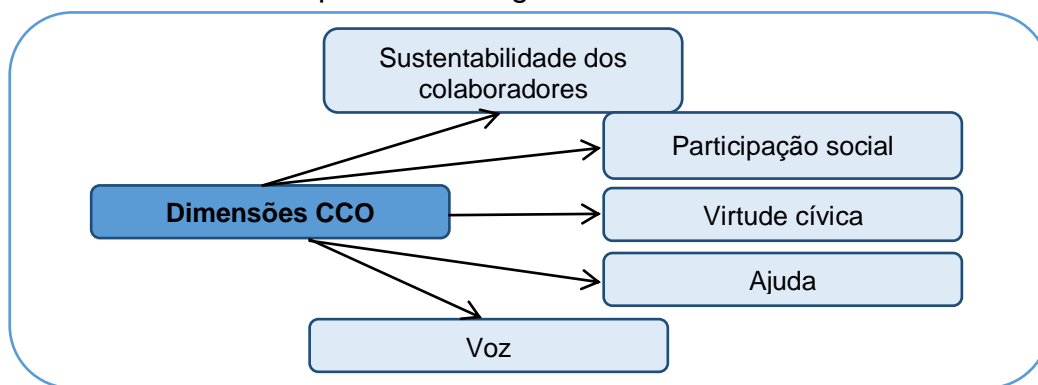 Sustentabilidade dos
colaboradores
Participação social
Dimensões CCO
Virtude cívica
Ajuda
Voz